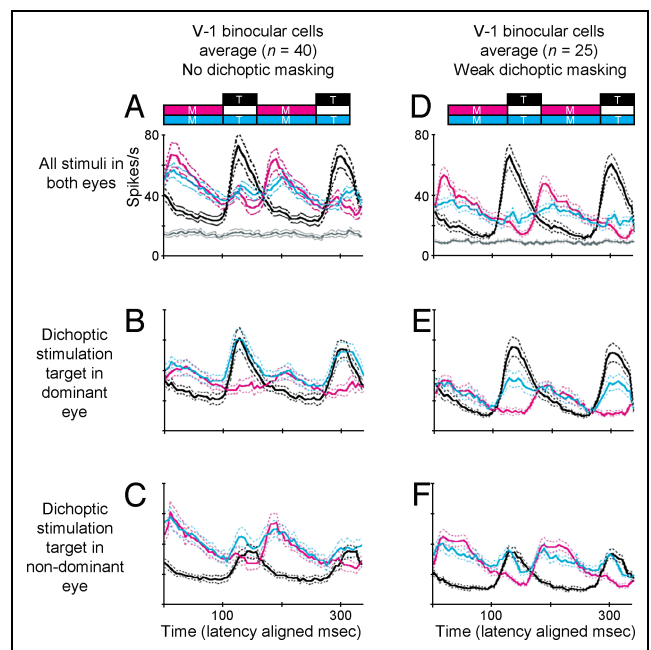 V-1 binocular cells
average (n = 40)
No dichoptic masking
V-1 binocular cells
average (n = 25)
Weak dichoptic masking
A
T T
M M
M T M T
D
T T
M M
M T M T
All stimuli in
both eyes
Spikes/s
80
40
0
80
40
0
B
E
Dichoptic
stimulation
target in
dominant
eye
C
F
Dichoptic
stimulation
target in
non-dominant
eye
100 300
100 300
Time (latency aligned msec)
Time (latency aligned msec)